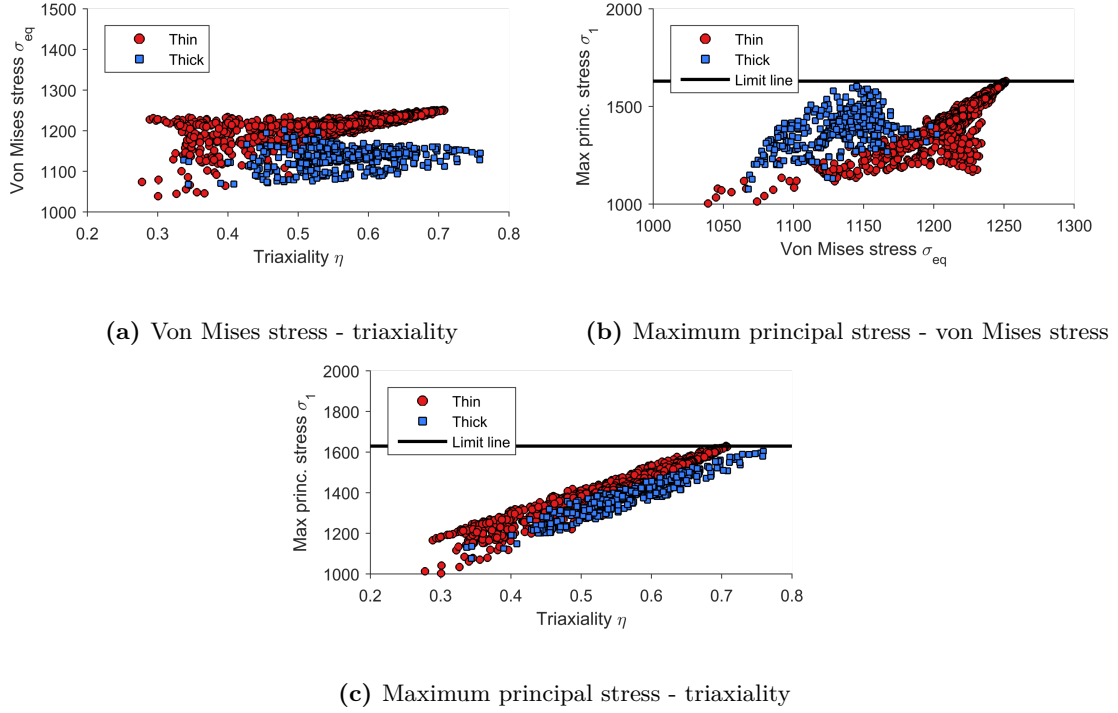 1500
1400
1300
1200
1100
1000
Von Mises stress σeq
Thin
Thick
0.2 0.3 0.4 0.5 0.6 0.7 0.8
Triaxiality η
(a) Von Mises stress - triaxiality
2000
1500
1000
Max princ. stress σ1
Thin
Thick
Limit line
1000 1050 1100 1150 1200 1250 1300
Von Mises stress σeq
(b) Maximum principal stress - von Mises stress
2000
1800
1600
1400
1200
1000
Max princ. stress σ1
Thin
Thick
Limit line
0.2 0.3 0.4 0.5 0.6 0.7 0.8
Triaxiality η
(c) Maximum principal stress - triaxiality